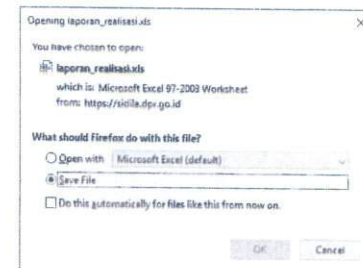 Opening laporan_realisasi.xls
You have chosen to open:
laporan_realisasi.xls
which is: Microsoft Excel 97-2003 Worksheet
from: https://sidila.dpr.go.id
What should Firefox do with this file?
Open with Microsoft Excel (default)
Save File
Do this automatically for files like this from now on.
OK Cancel